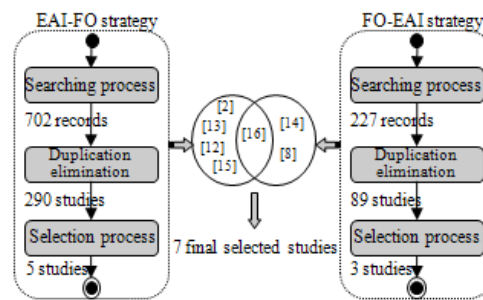 EAI-FO strategy
Searching process
702 records
Duplication
elimination
290 studies
Selection process
5 studies
[2]
[13]
[12]
[15]
[16]
[14]
[8]
7 final selected studies
FO-EAI strategy
Searching process
227 records
Duplication
elimination
89 studies
Selection process
3 studies